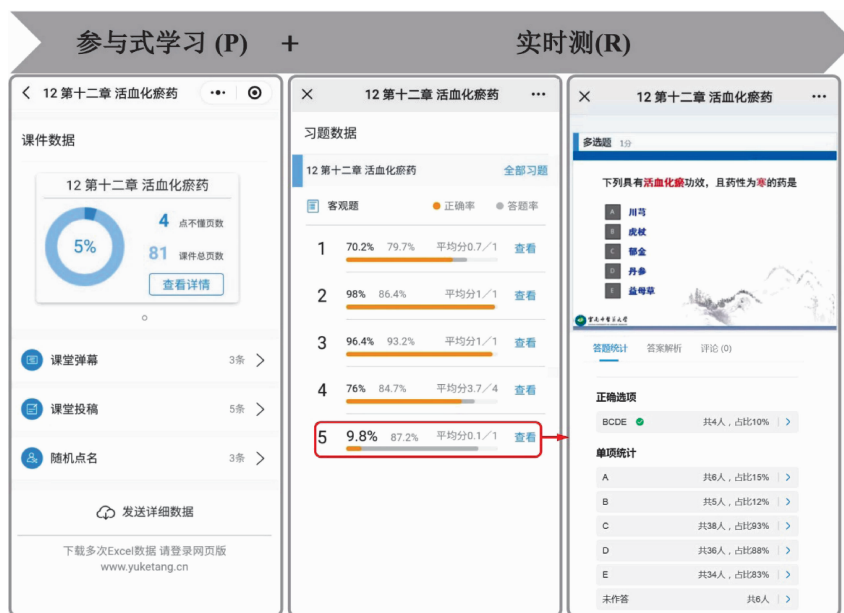 参与式学习 (P) + 实时测(R)
12 第十二章 活血化瘀药
课件数据
12 第十二章 活血化瘀药
5%
4 点不懂页数
81 课件总页数
查看详情
课堂弹幕 3条
课堂投稿 5条
随机点名 3条
发送详细数据
下载多次Excel数据 请登录网页版
www.yuketang.cn
12 第十二章 活血化瘀药
习题数据
12 第十二章 活血化瘀药 全部习题
客观题 正确率 答题率
1 70.2% 79.7% 平均分0.7/1 查看
2 98% 86.4% 平均分1/1 查看
3 96.4% 93.2% 平均分1/1 查看
4 76% 84.7% 平均分3.7/4 查看
5 9.8% 87.2% 平均分0.1/1 查看
12 第十二章 活血化瘀药
多选题 1分
下列具有活血化瘀功效，且药性为寒的药是
A 川芎
B 虎杖
C 郁金
D 丹参
E 益母草
云南中医药大学
答题统计 答案解析 评论 (0)
正确选项
BCDE 共4人，占比10%
单项统计
A 共6人，占比15%
B 共5人，占比12%
C 共38人，占比93%
D 共36人，占比88%
E 共34人，占比83%
未作答 共6人